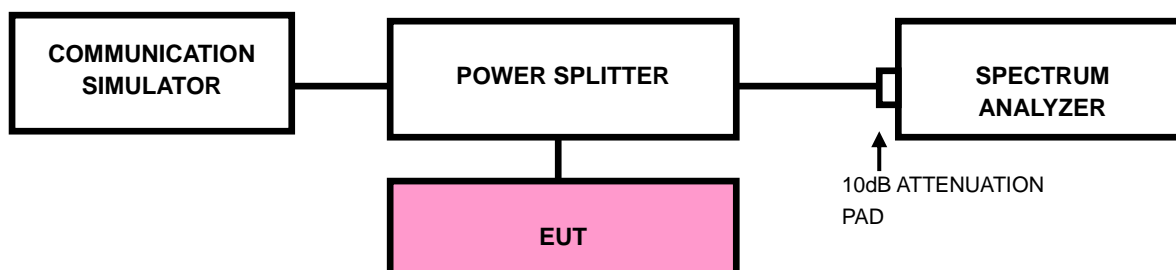 COMMUNICATION
SIMULATOR
POWER SPLITTER
SPECTRUM
ANALYZER
10dB ATTENUATION
PAD
EUT